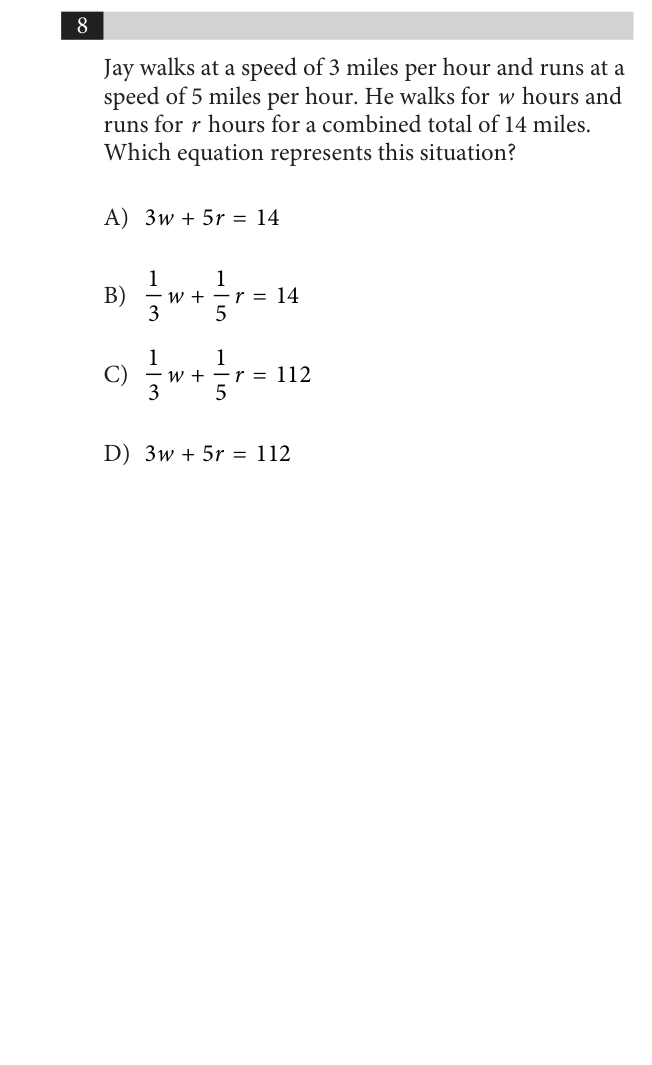 8
Jay walks at a speed of 3 miles per hour and runs at a
speed of 5 miles per hour. He walks for w hours and
runs for r hours for a combined total of 14 miles.
Which equation represents this situation?
A) 3w + 5r = 14
B) 1/3 w + 1/5 r = 14
C) 1/3 w + 1/5 r = 112
D) 3w + 5r = 112